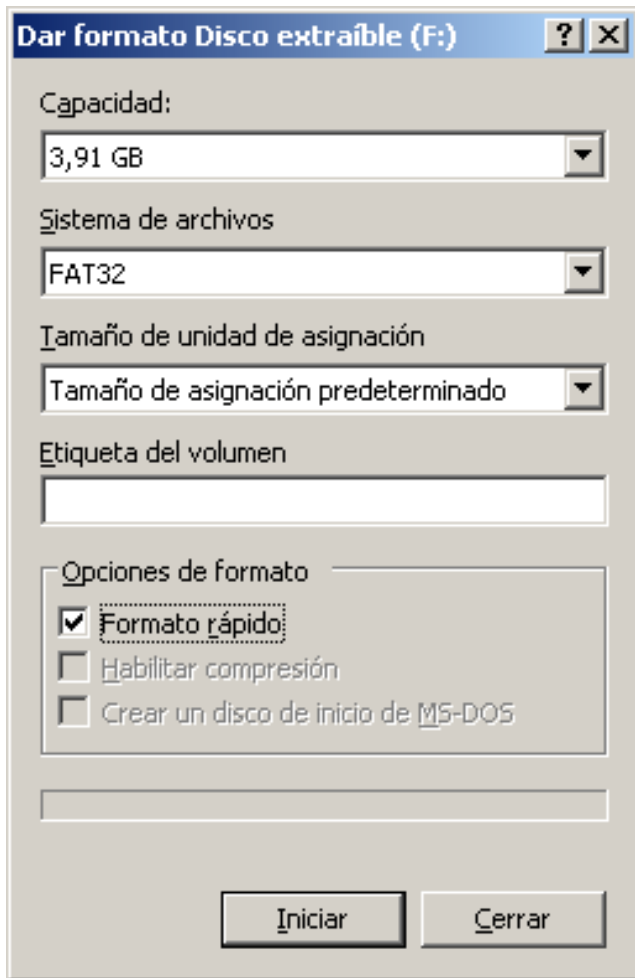 Dar formato Disco extraíble (F:)
Capacidad:
3,91 GB
Sistema de archivos
FAT32
Tamaño de unidad de asignación
Tamaño de asignación predeterminado
Etiqueta del volumen
Opciones de formato
Formato rápido
Habilitar compresión
Crear un disco de inicio de MS-DOS
Iniciar
Cerrar